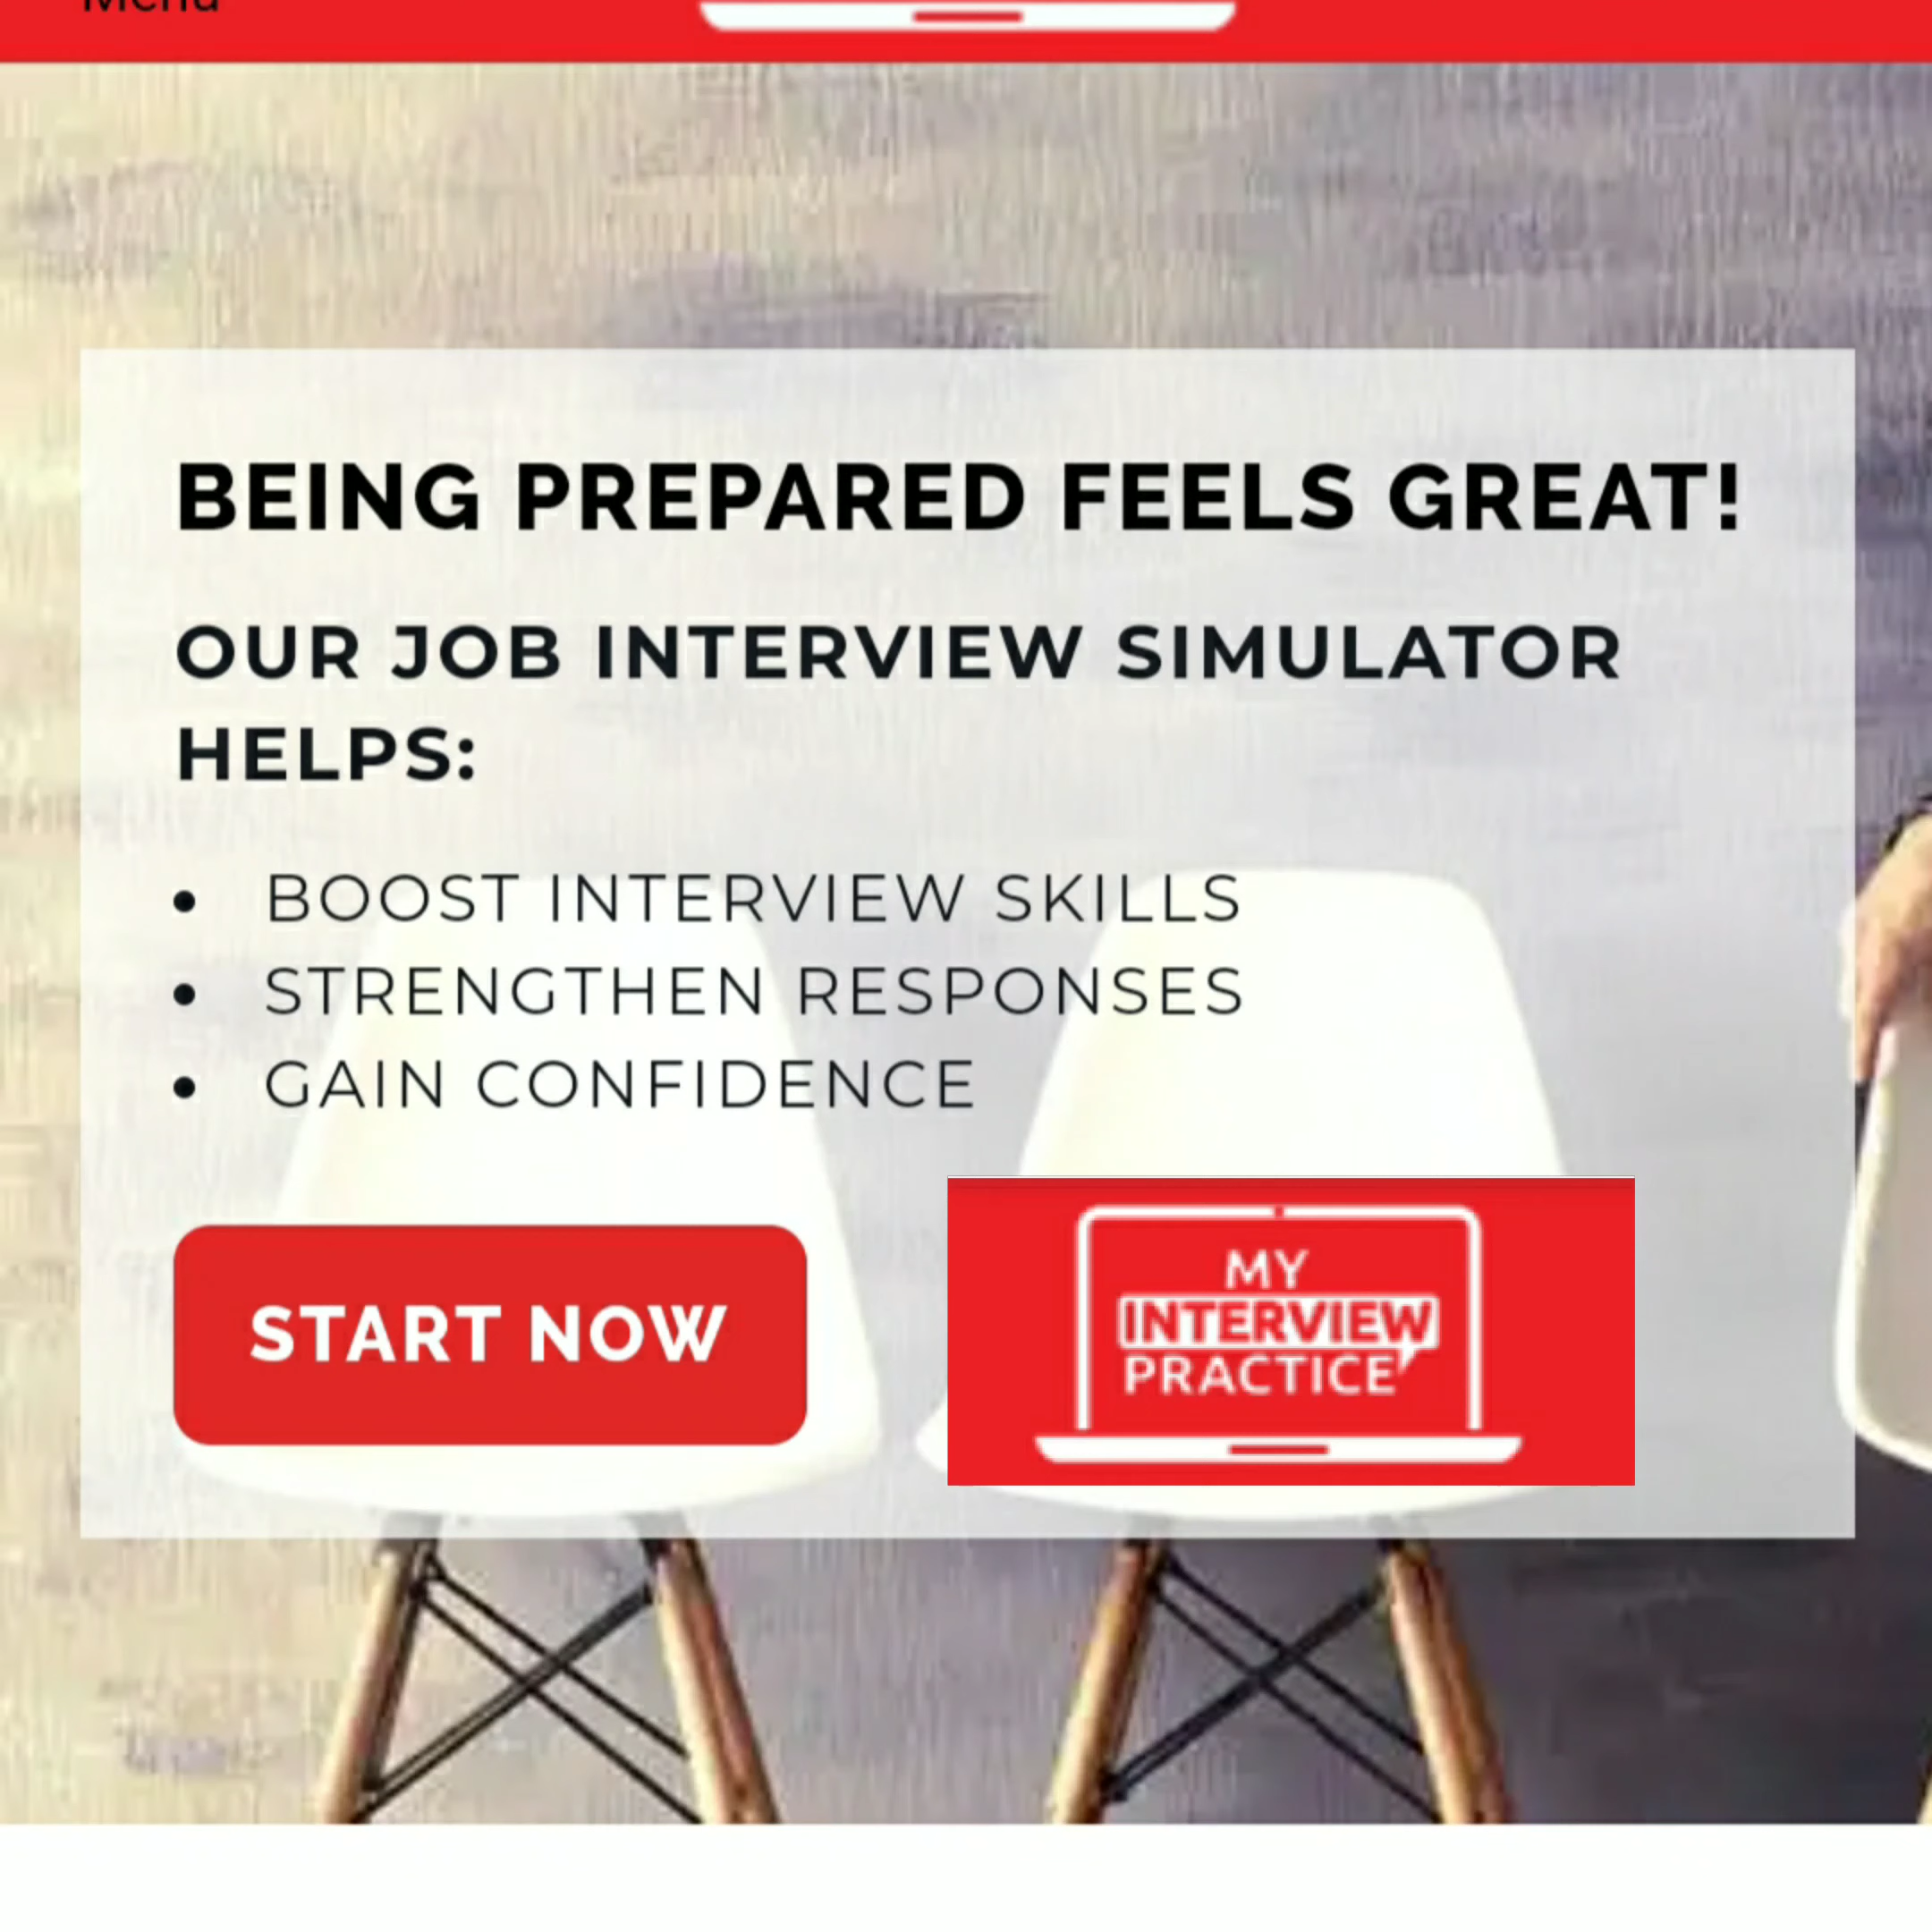 Menu
BEING PREPARED FEELS GREAT!
OUR JOB INTERVIEW SIMULATOR
HELPS:
• BOOST INTERVIEW SKILLS
• STRENGTHEN RESPONSES
• GAIN CONFIDENCE
START NOW
MY
INTERVIEW
PRACTICE